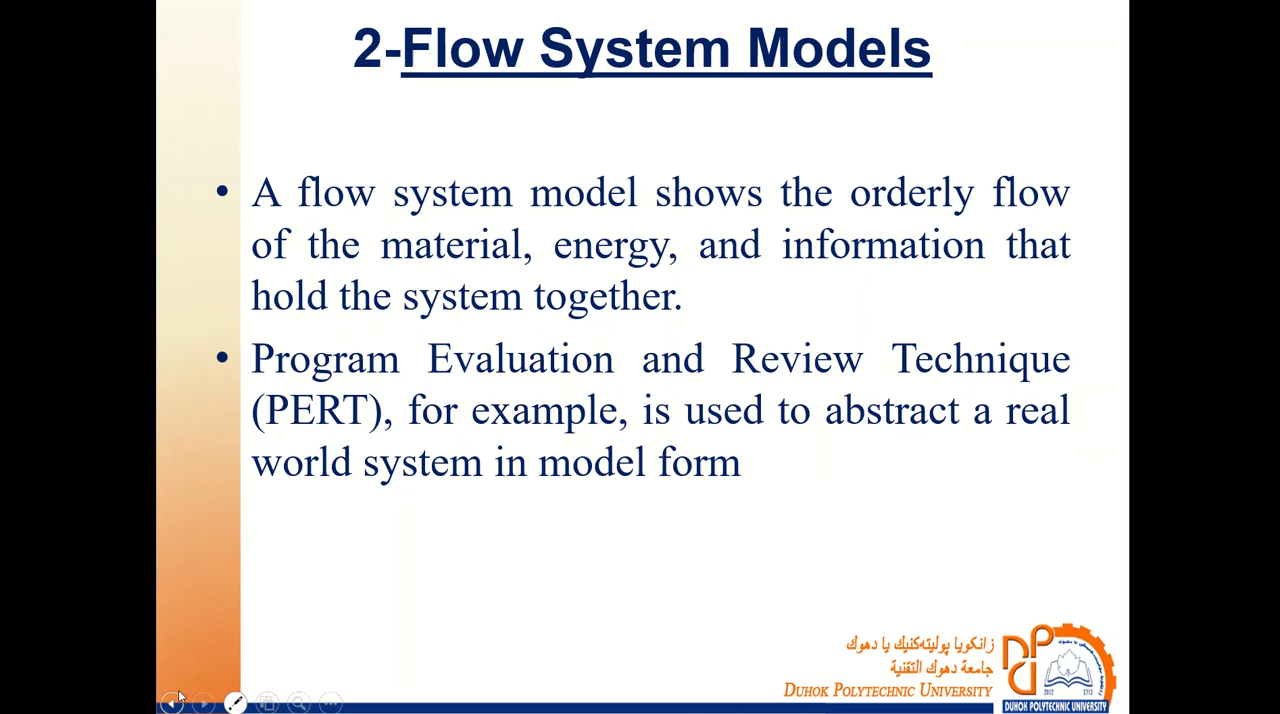 2-Flow System Models
• A flow system model shows the orderly flow
of the material, energy, and information that
hold the system together.
• Program Evaluation and Review Technique
(PERT), for example, is used to abstract a real
world system in model form
زانكويا پوليتەكنيك يا دهوك
جامعة دهوك التقنية
DUHOK POLYTECHNIC UNIVERSITY
2012 2712
DUHOK POLYTECHNIC UNIVERSITY